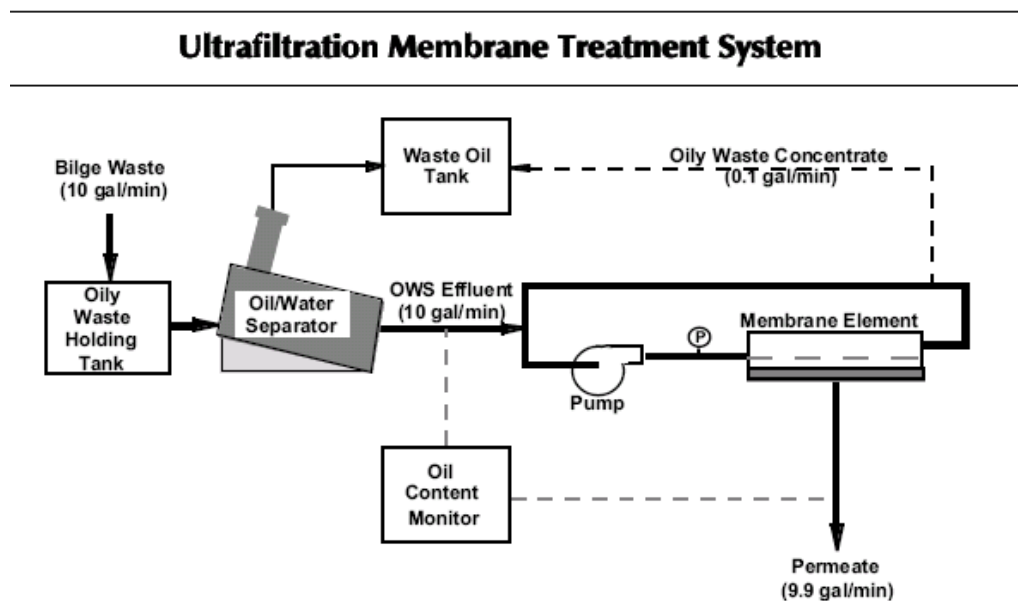 Ultrafiltration Membrane Treatment System
Bilge Waste
(10 gal/min)
Waste Oil
Tank
Oily Waste Concentrate
(0.1 gal/min)
Oily
Waste
Holding
Tank
Oil/Water
Separator
OWS Effluent
(10 gal/min)
Membrane Element
P
Pump
Oil
Content
Monitor
Permeate
(9.9 gal/min)